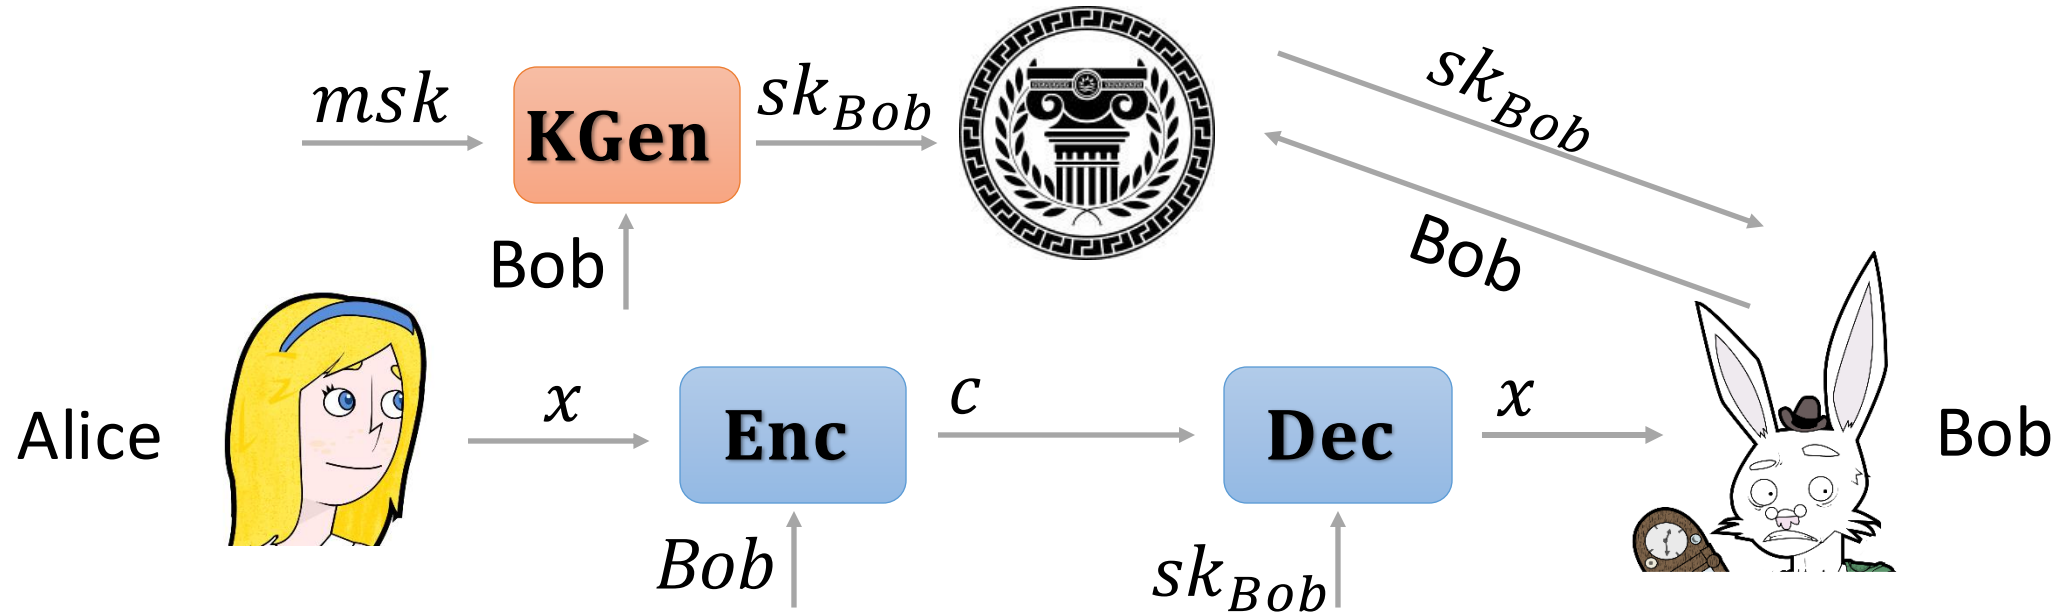 msk
KGen
sk_Bob
sk_Bob
Bob
Bob
Alice
x
Enc
c
Dec
x
Bob
Bob
sk_Bob